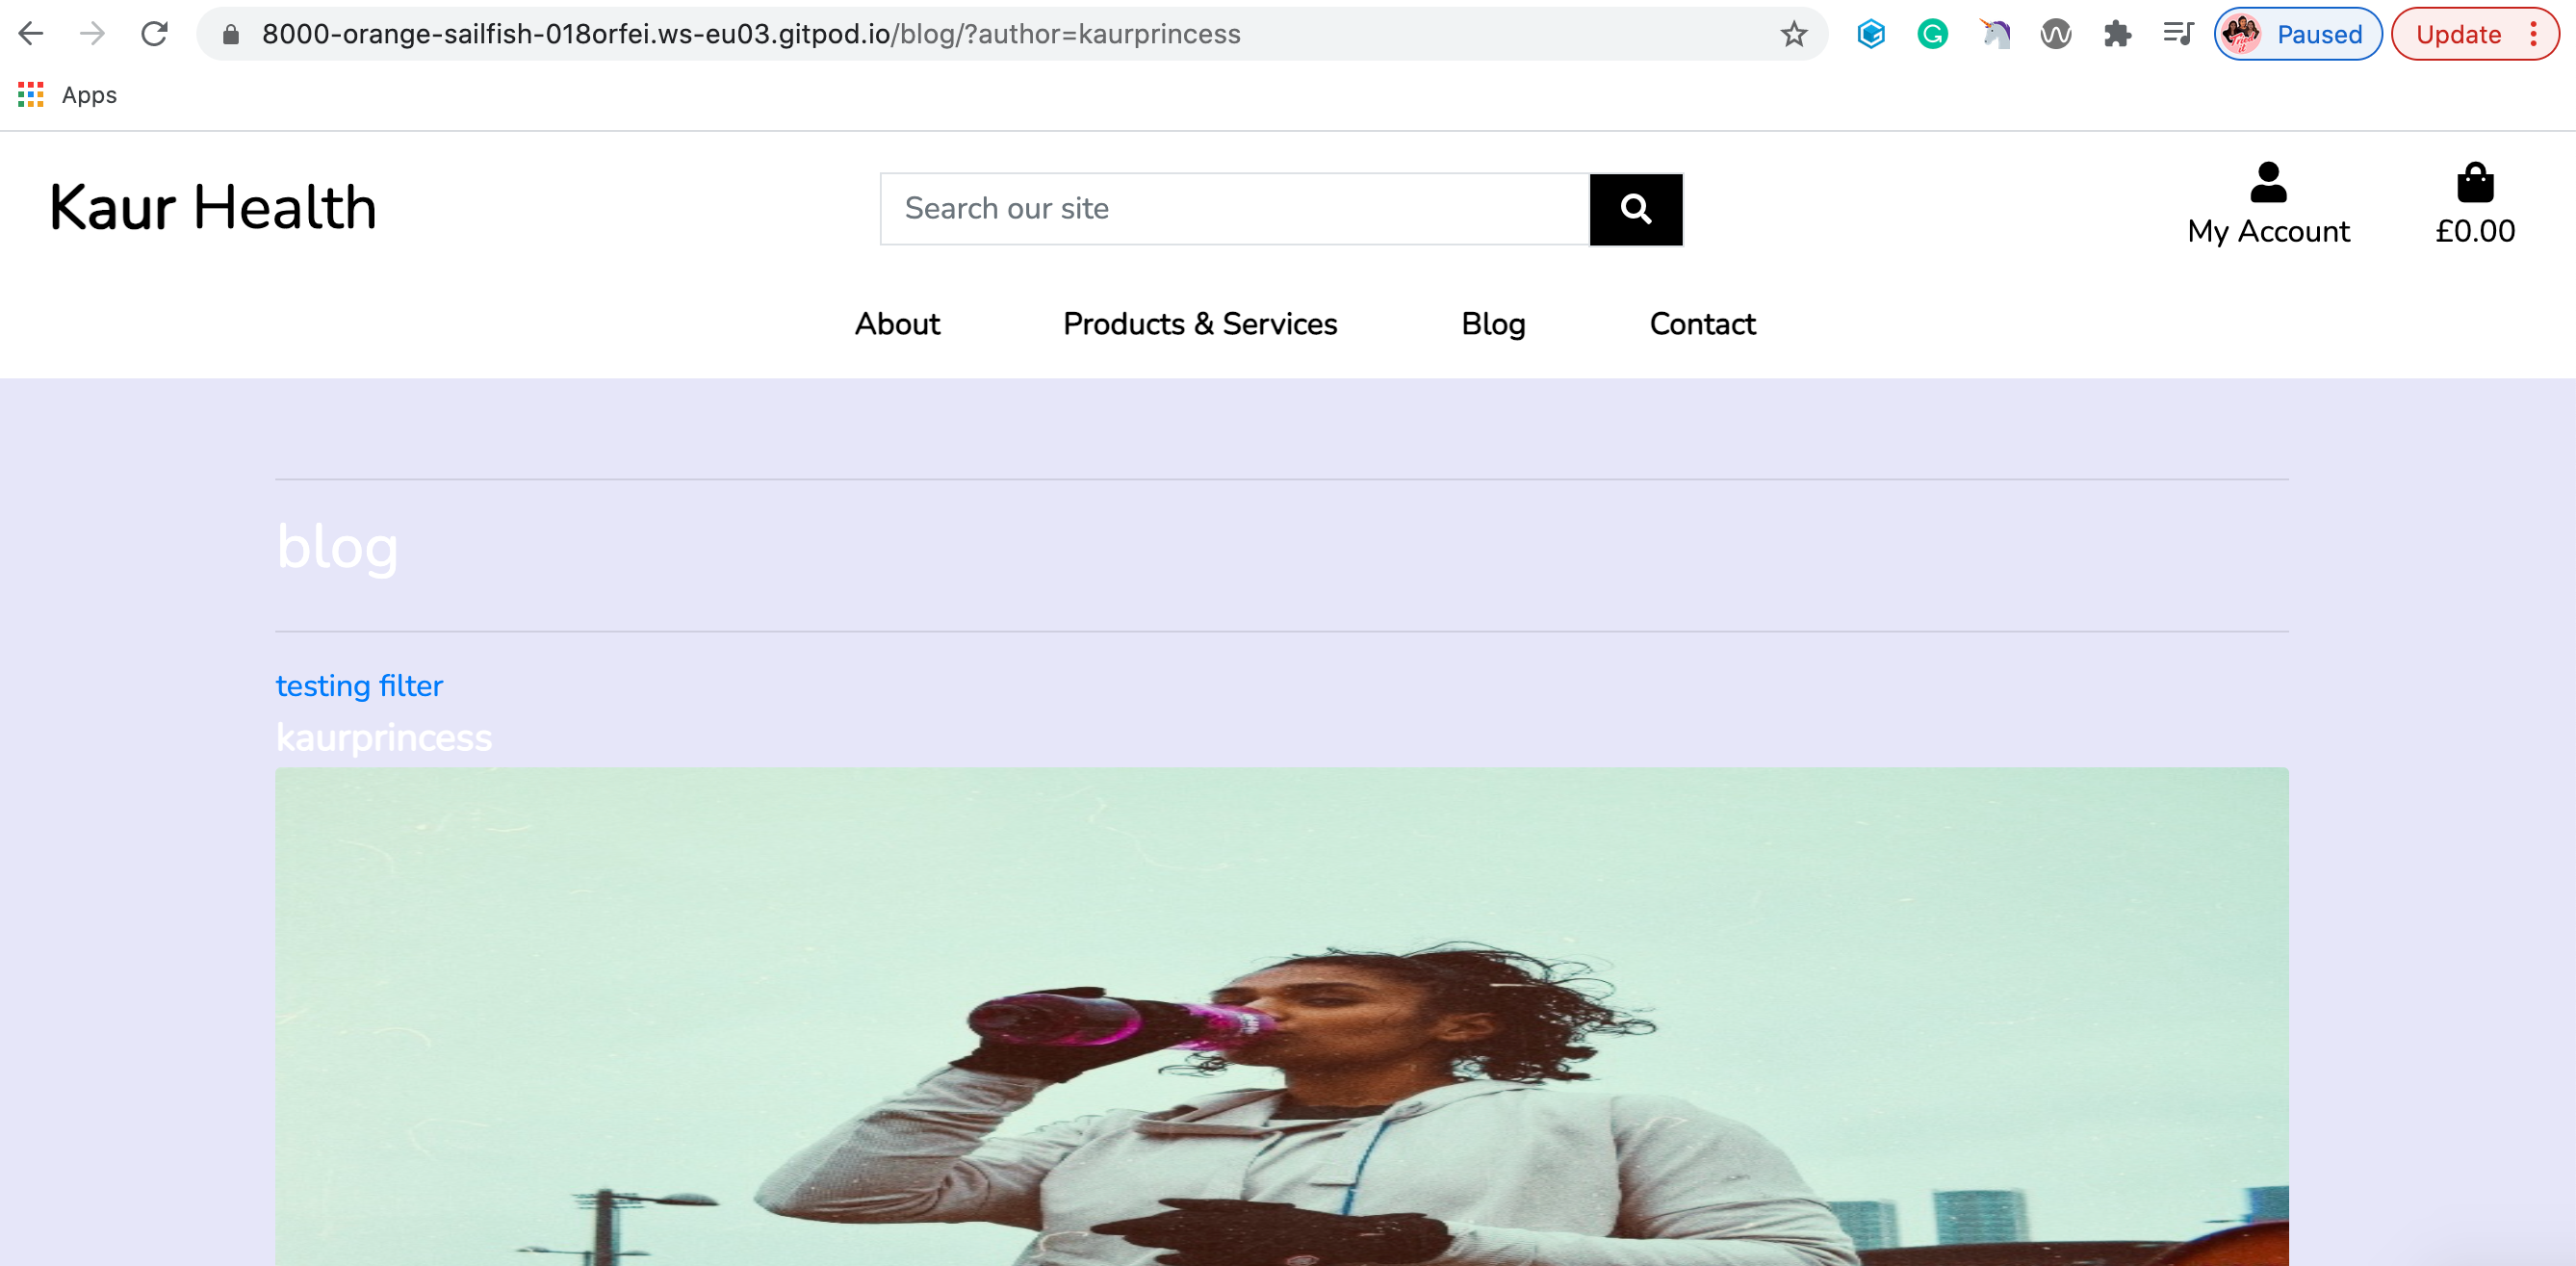 8000-orange-sailfish-018orfei.ws-eu03.gitpod.io/blog/?author=kaurprincess
Paused
Update
Apps
Kaur Health
Search our site
My Account
£0.00
About
Products & Services
Blog
Contact
blog
testing filter
kaurprincess